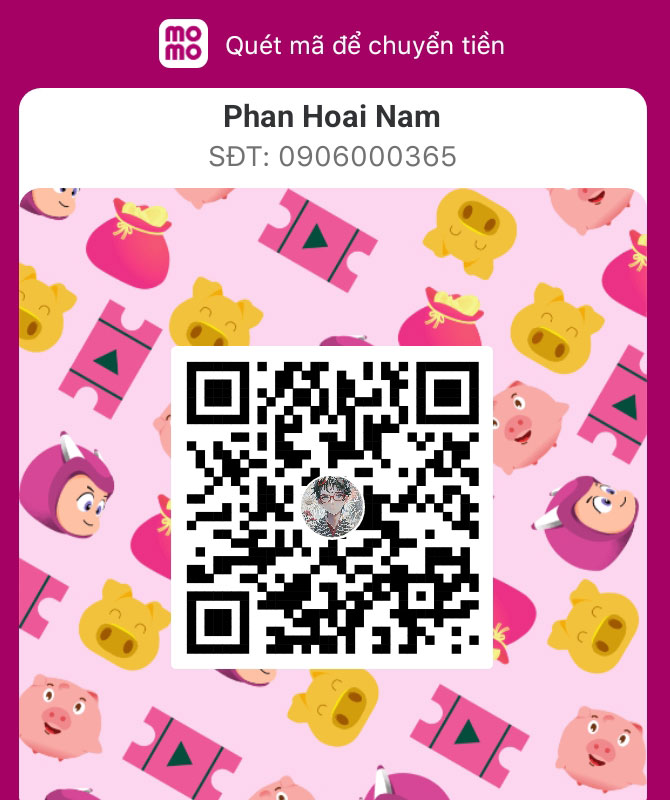 mo
mo
Quét mã để chuyển tiền
Phan Hoai Nam
SĐT: 0906000365